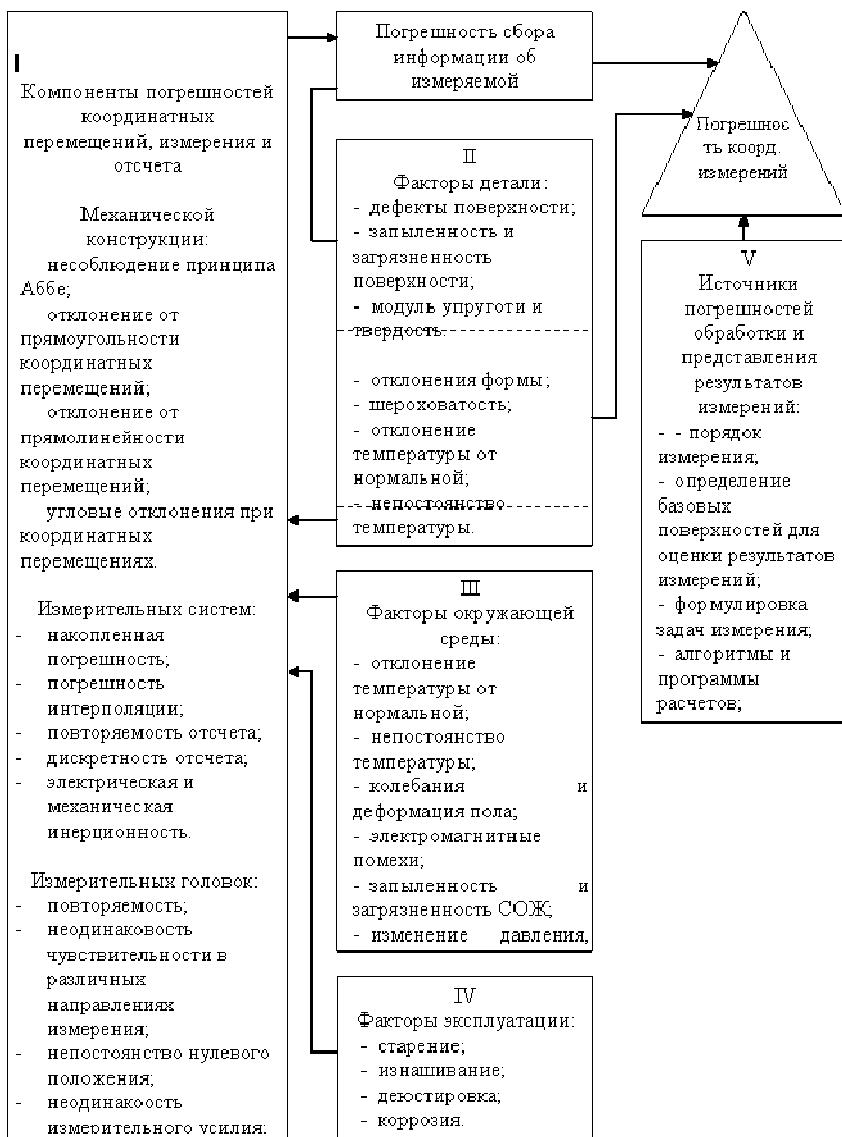 I
Компоненты погрешностей
координатных
перемещений, измерения и
отсчета
Механической
конструкции:
несоблюдение принципа
Аббе;
отклонение от
прямоугольности
координатных
перемещений;
отклонение от
прямолинейности
координатных
перемещений;
угловые отклонения при
координатных
перемещениях.
Измерительных систем:
- накопленная
погрешность;
- погрешность
интерполяции;
- повторяемость отсчета;
- дискретность отсчета;
- электрическая и
механическая
инерционность.
Измерительных головок:
- повторяемость;
- неодинаковость
чувствительности в
различных
направлениях
измерения;
- непостоянство нулевого
положения;
- неодинакоость
измерительного усилия;
Погрешность сбора
информации об
измеряемой
II
Факторы детали:
- дефекты поверхности;
- запыленность и
загрязненность
поверхности;
- модуль упруготи и
твердость.
- отклонения формы;
- шероховатость;
- отклонение
температуры от
нормальной;
- непостоянство
температуры.
III
Факторы окружающей
среды:
- отклонение
температуры от
нормальной;
- непостоянство
температуры;
- колебания и
деформация пола;
- электромагнитные
помехи;
- запыленность и
загрязненность СОЖ;
- изменение давления,
IV
Факторы эксплуатации:
- старение;
- изнашивание;
- деюстировка;
- коррозия.
Погрешнос
ть коорд.
измерений
V
Источники
погрешностей
обработки и
представления
результатов
измерений:
- - порядок
измерения;
- определение
базовых
поверхностей для
оценки результатов
измерений;
- формулировка
задач измерения;
- алгоритмы и
программы
расчетов;